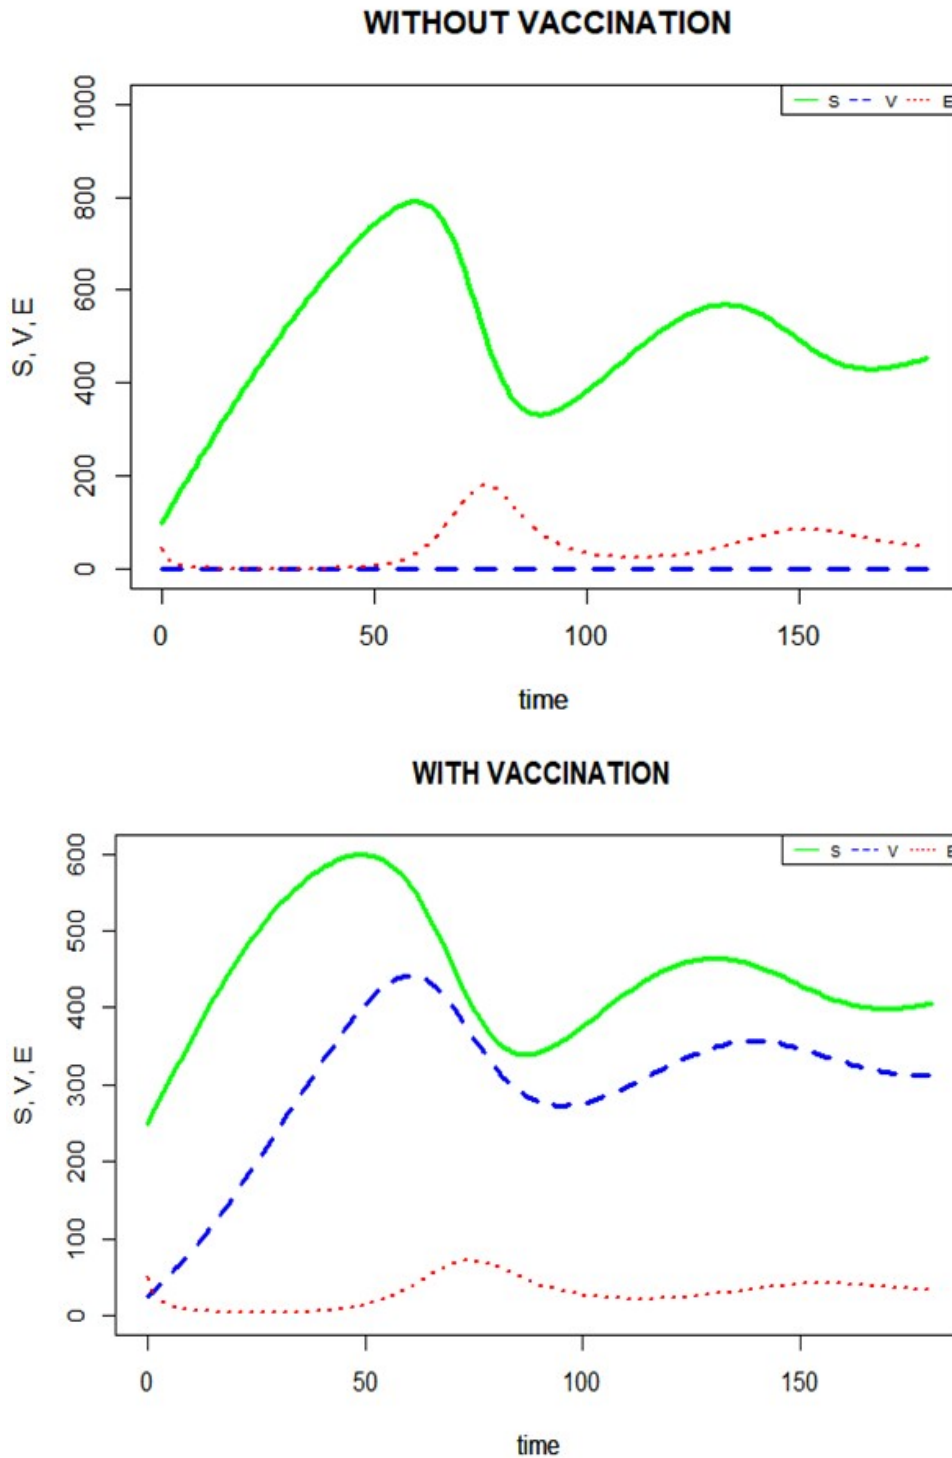 WITHOUT VACCINATION
S V E
1000
800
600
400
200
0
S, V, E
0 50 100 150
time
WITH VACCINATION
S V E
600
500
400
300
200
100
0
S, V, E
0 50 100 150
time